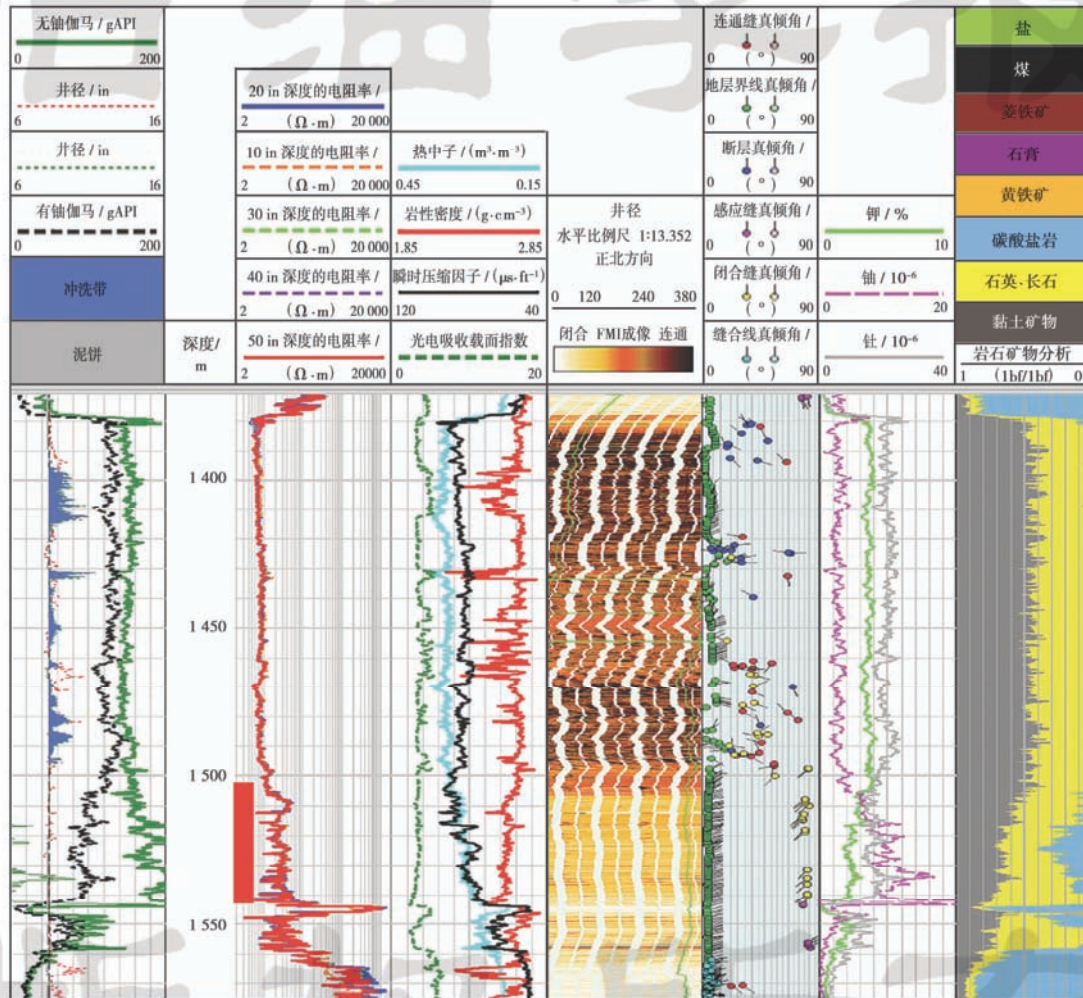 无铀伽马 / gAPI
0 200
井径 / in
6 16
井径 / in
6 16
有铀伽马 / gAPI
0 200
冲洗带
泥饼
深度/
m
20 in 深度的电阻率 /
2 (Ω·m) 20 000
10 in 深度的电阻率 /
2 (Ω·m) 20 000
30 in 深度的电阻率 /
2 (Ω·m) 20 000
40 in 深度的电阻率 /
2 (Ω·m) 20 000
50 in 深度的电阻率 /
2 (Ω·m) 20000
热中子 / (m³·m⁻³)
0.45 0.15
岩性密度 / (g·cm⁻³)
1.85 2.85
瞬时压缩因子 / (μs·ft⁻¹)
120 40
光电吸收载面指数
0 20
井径
水平比例尺 1:13.352
正北方向
0 120 240 380
闭合 FMI成像 连通
连通缝真倾角 /
0 (°) 90
地层界线真倾角 /
0 (°) 90
断层真倾角 /
0 (°) 90
感应缝真倾角 /
0 (°) 90
闭合缝真倾角 /
0 (°) 90
缝合线真倾角 /
0 (°) 90
钾 / %
0 10
铀 / 10⁻⁶
0 20
钍 / 10⁻⁶
0 40
盐
煤
菱铁矿
石膏
黄铁矿
碳酸盐岩
石英·长石
黏土矿物
岩石矿物分析
1 (1bf/1bf) 0
1 400
1 450
1 500
1 550